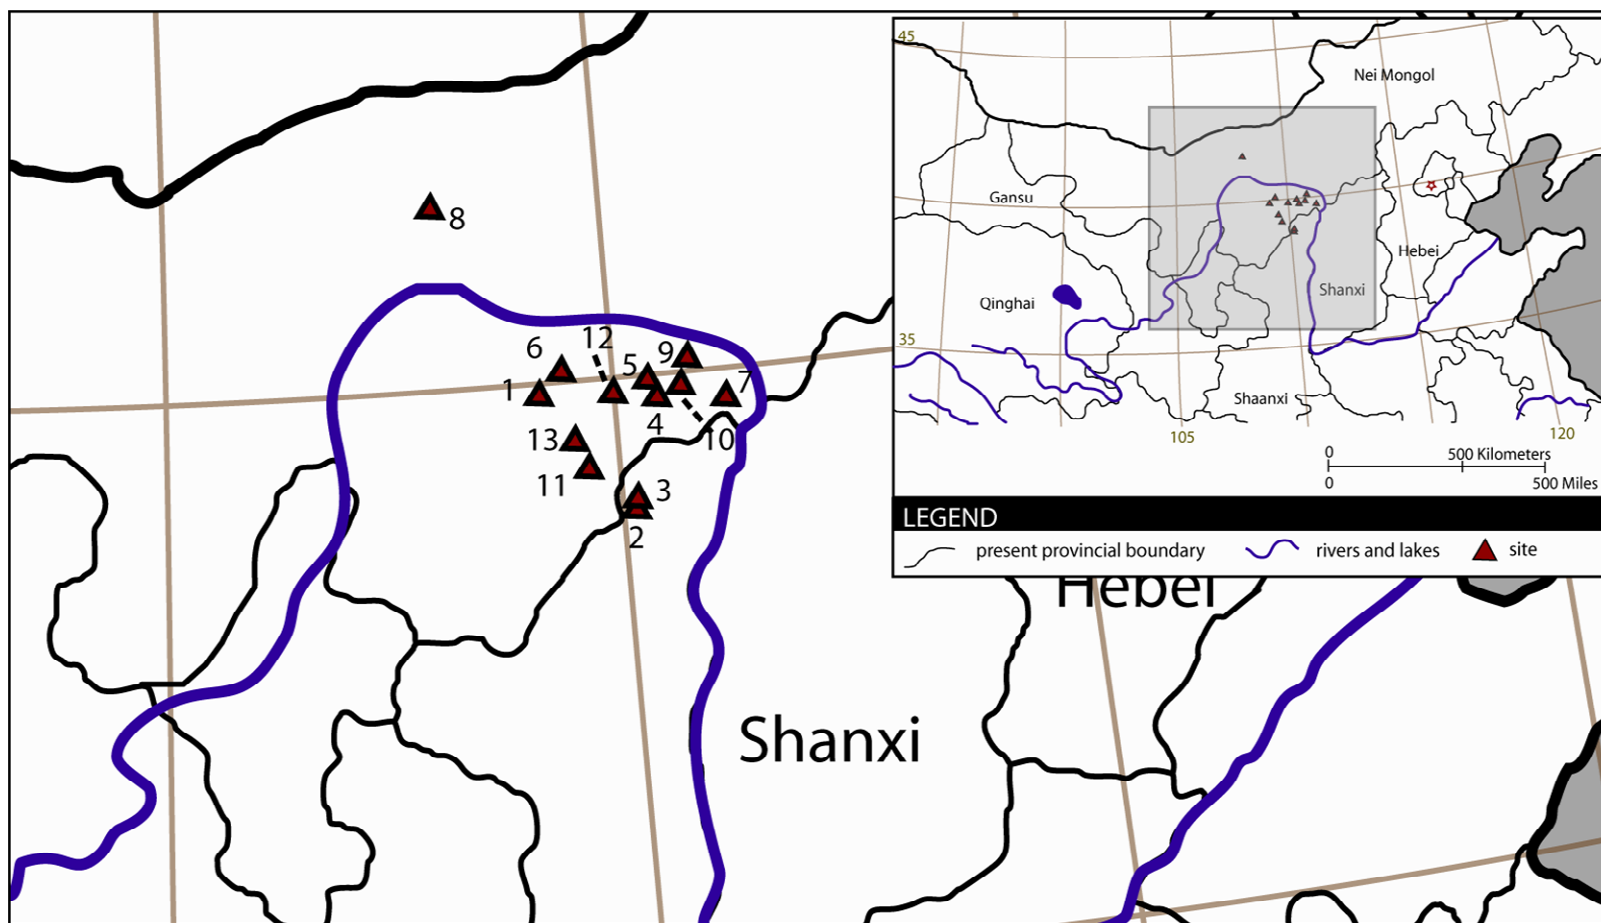 45
Nei Mongol
Gansu
Hebei
Qinghai
Shanxi
35
Shaanxi
105
120
0
500 Kilometers
0
500 Miles
LEGEND
present provincial boundary
rivers and lakes
site
8
12
6
5
9
1
7
4
10
13
11
3
2
Hebei
Shanxi